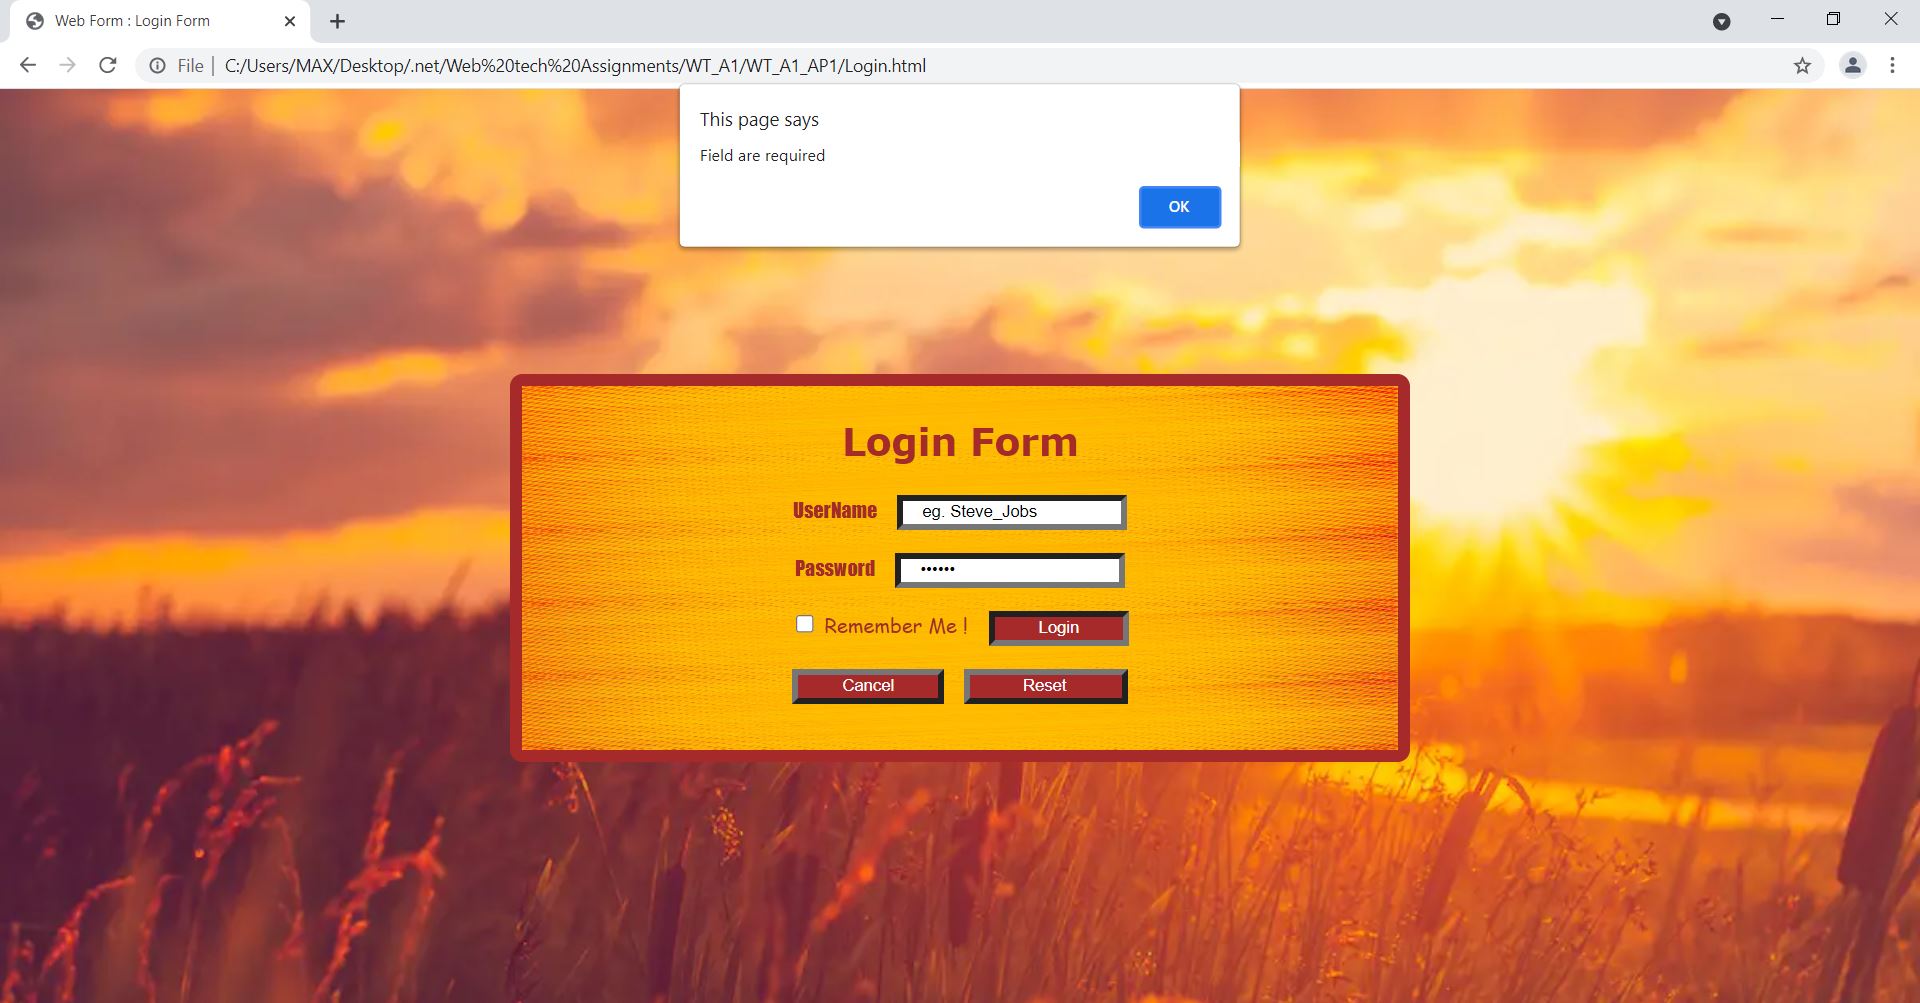 Web Form : Login Form
File | C:/Users/MAX/Desktop/.net/Web%20tech%20Assignments/WT_A1/WT_A1_AP1/Login.html
This page says
Field are required
OK
Login Form
UserName eg. Steve_Jobs
Password ••••••
Remember Me ! Login
Cancel Reset